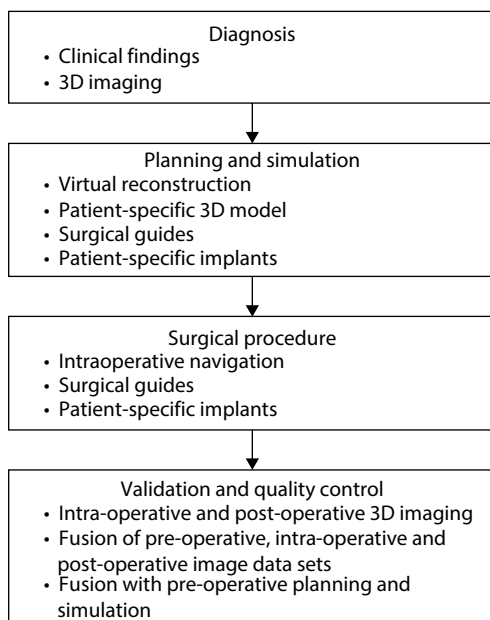 Diagnosis
• Clinical findings
• 3D imaging
Planning and simulation
• Virtual reconstruction
• Patient-specific 3D model
• Surgical guides
• Patient-specific implants
Surgical procedure
• Intraoperative navigation
• Surgical guides
• Patient-specific implants
Validation and quality control
• Intra-operative and post-operative 3D imaging
• Fusion of pre-operative, intra-operative and
post-operative image data sets
• Fusion with pre-operative planning and
simulation